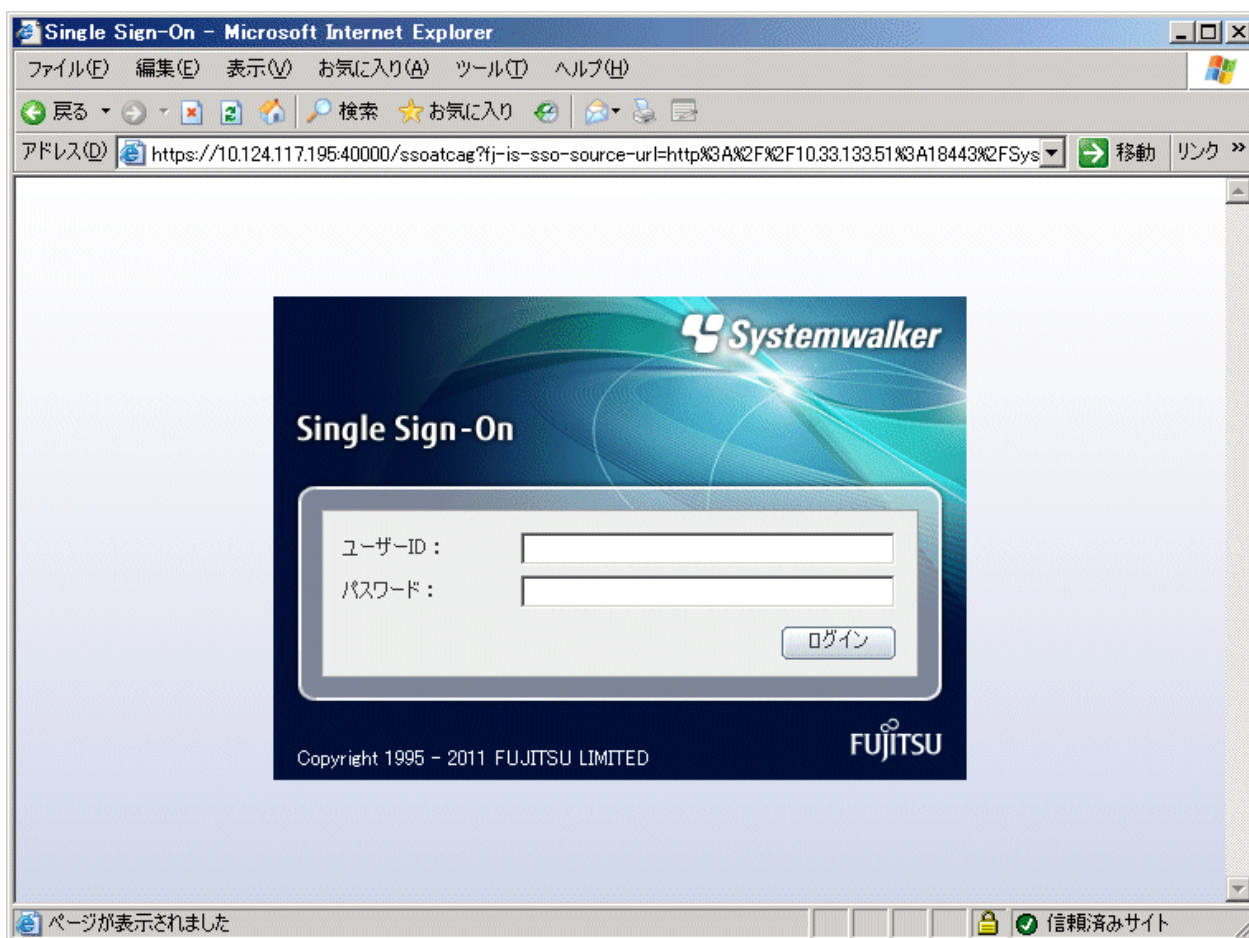 Single Sign-On - Microsoft Internet Explorer
ファイル(F) 編集(E) 表示(V) お気に入り(A) ツール(T) ヘルプ(H)
戻る 検索 お気に入り
アドレス(D) https://10.124.117.195:40000/ssoatcag?fj-is-sso-source-url=http%3A%2F%2F10.33.133.51%3A18443%2FSys 移動 リンク »
Systemwalker
Single Sign-On
ユーザーID：
パスワード：
ログイン
FUJITSU
Copyright 1995 - 2011 FUJITSU LIMITED
ページが表示されました 信頼済みサイト